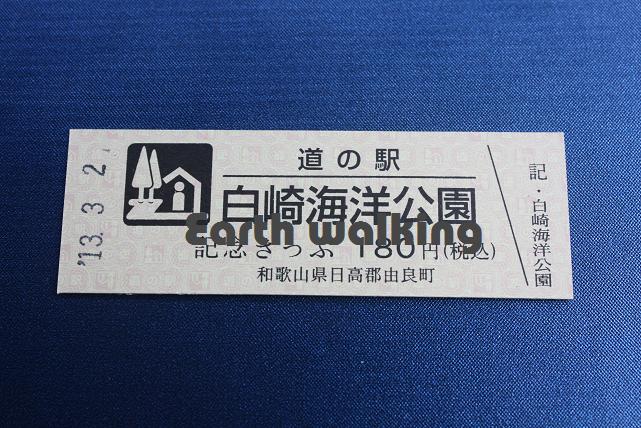 '13. 3. 2.
道の駅
白崎海洋公園
Earth walking
記念きっぷ 180円(税込)
和歌山県日高郡由良町
記・白崎海洋公園